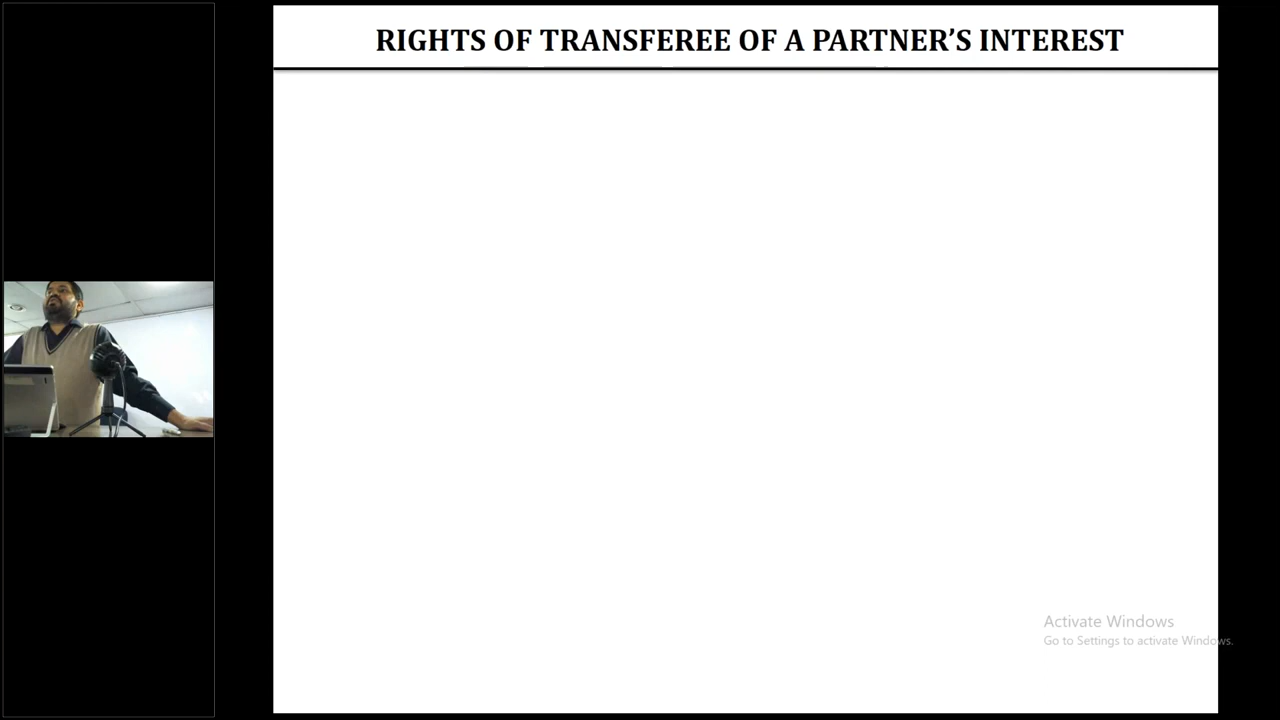 RIGHTS OF TRANSFEREE OF A PARTNER’S INTEREST
Activate Windows
Go to Settings to activate Windows.